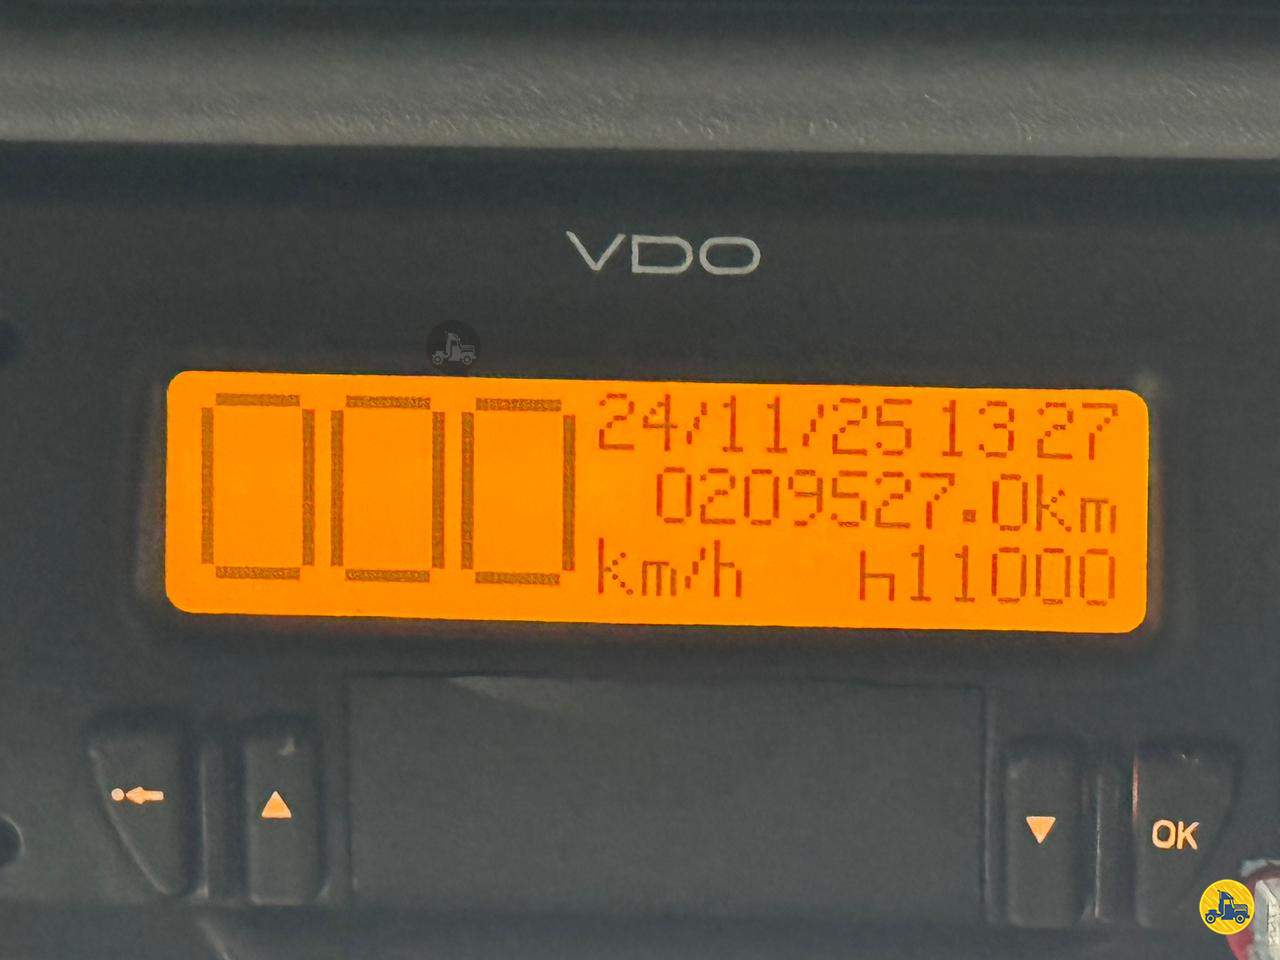 VDO
000 24/11/25 13 27
0209527.0km
km/h h11000
OK